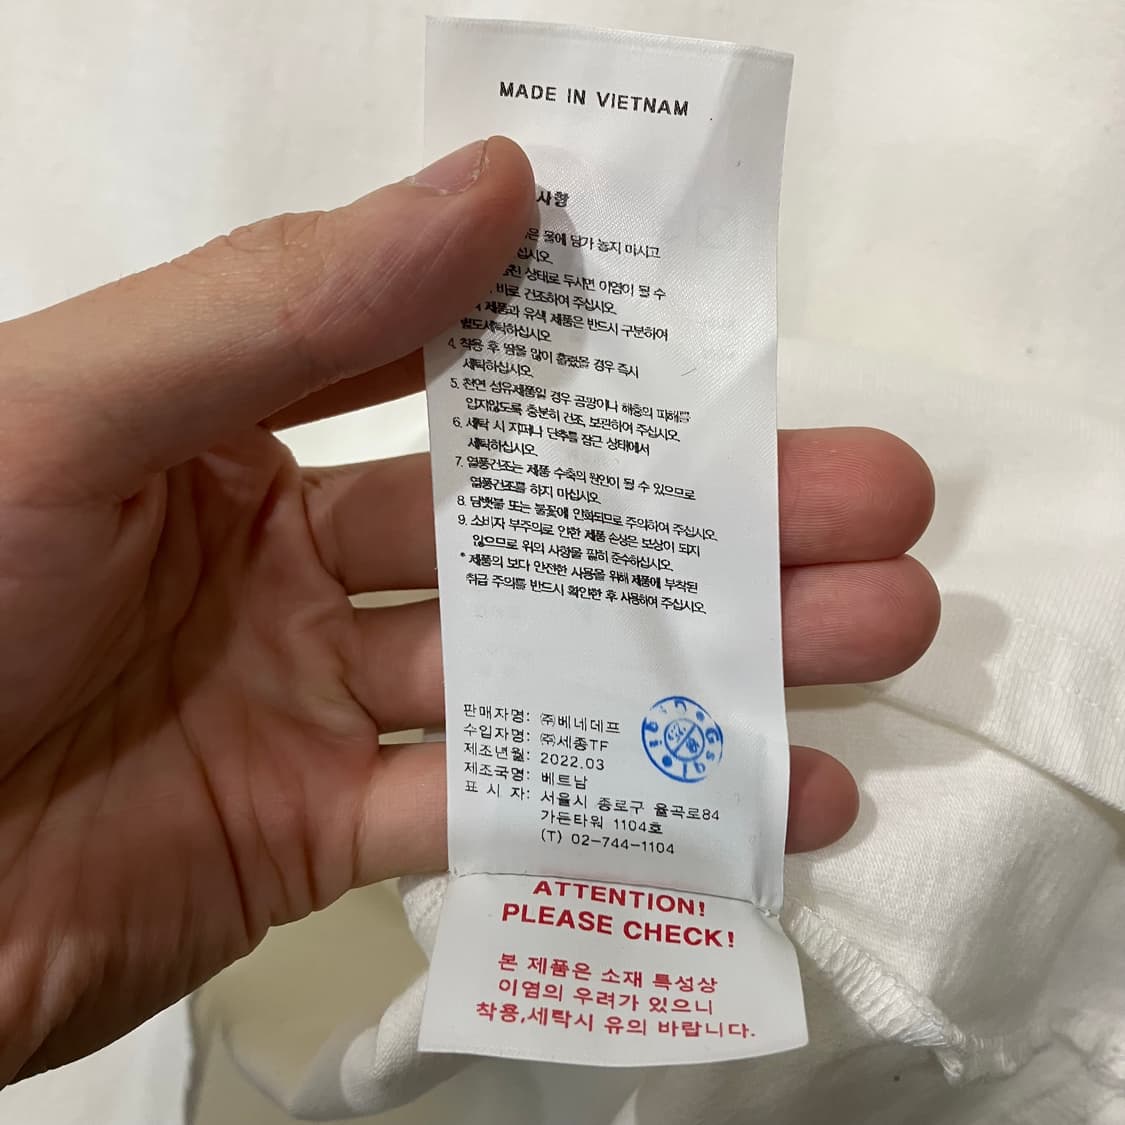 MADE IN VIETNAM
사항
은 물에 담가 놓지 마시고
십시오.
상태로 두시면 이염이 될 수
바로 건조하여 주십시오.
제품과 유색 제품은 반드시 구분하여
별도세탁하십시오.
4. 착용 후 땀을 많이 흘렸을 경우 즉시
세탁하십시오.
5. 천연 섬유제품일 경우 곰팡이나 해충의 피해를
입지않도록 충분히 건조, 보관하여 주십시오.
6. 세탁 시 지퍼나 단추를 잠근 상태에서
세탁하십시오.
7. 열풍건조는 제품 수축의 원인이 될 수 있으므로
열풍건조를 하지 마십시오.
8. 담뱃불 또는 불꽃에 인화되므로 주의하여 주십시오.
9. 소비자 부주의로 인한 제품 손상은 보상이 되지
않으므로 위의 사항을 필히 준수하십시오.
* 제품의 보다 안전한 사용을 위해 제품에 부착된
취급 주의를 반드시 확인한 후 사용하여 주십시오.
판매자명: ㈜베네데프
수입자명: ㈜세종TF
제조년월: 2022.03
제조국명: 베트남
표 시 자: 서울시 종로구 율곡로84
가든타워 1104호
(T) 02-744-1104
ATTENTION!
PLEASE CHECK!
본 제품은 소재 특성상
이염의 우려가 있으니
착용,세탁시 유의 바랍니다.